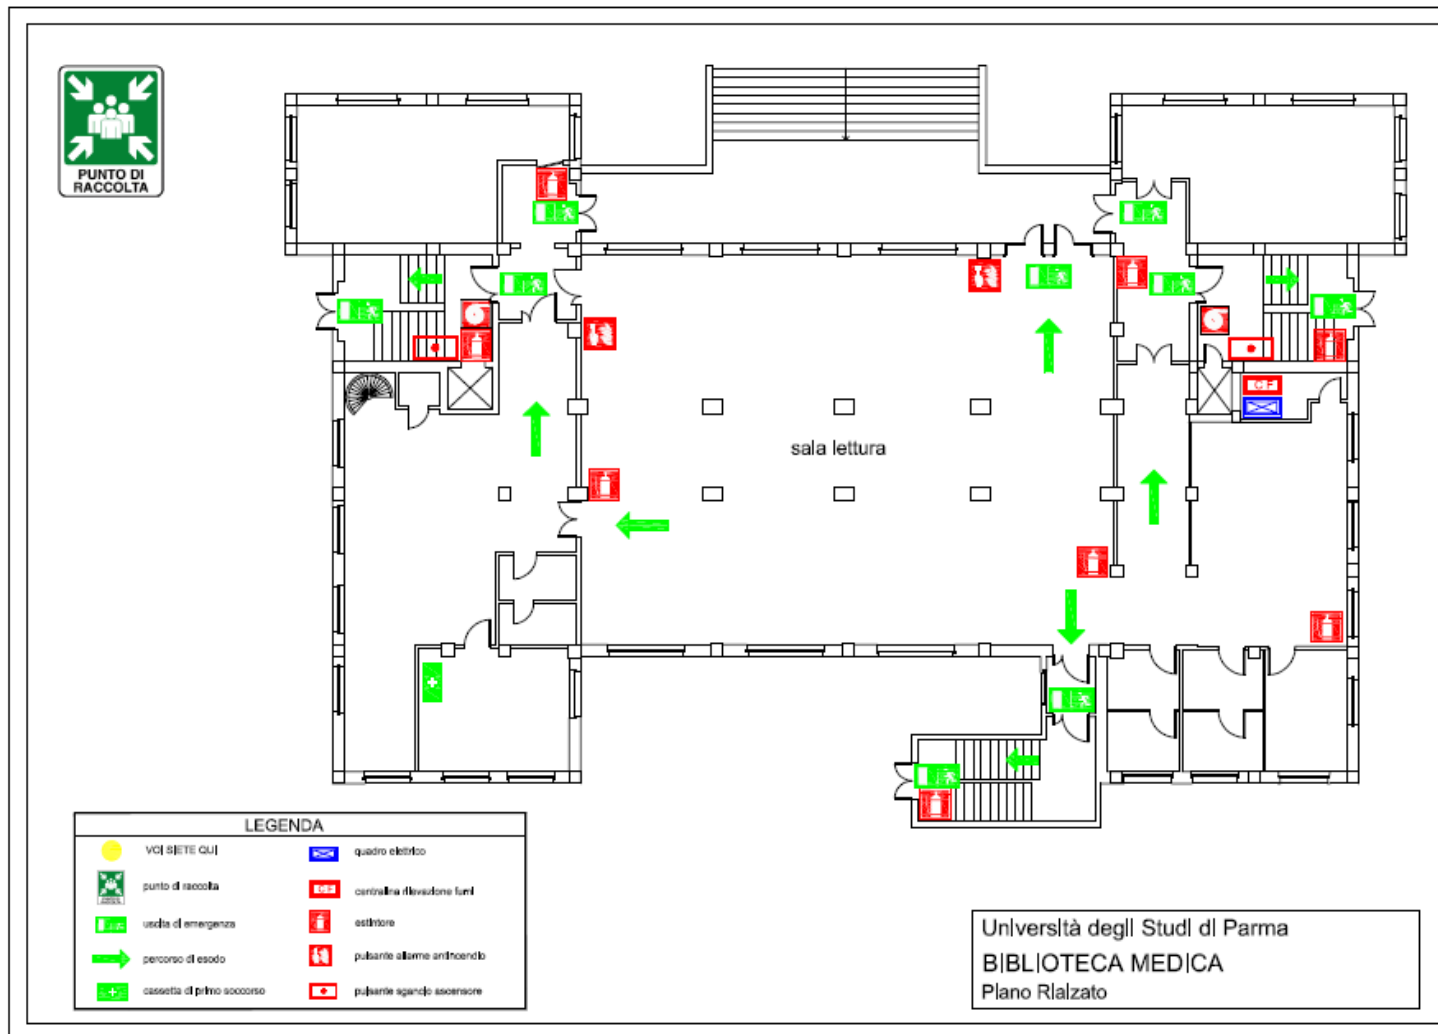 PUNTO DI
RACCOLTA
sala lettura
CF
LEGENDA
VOI SIETE QUI
quadro elettrico
punto di raccolta
centralina rilevazione fumi
CF
uscita di emergenza
estintore
percorso di esodo
pulsante allarme antincendio
cassetta di primo soccorso
pulsante sgancio ascensore
Università degli Studi di Parma
BIBLIOTECA MEDICA
Piano Rialzato